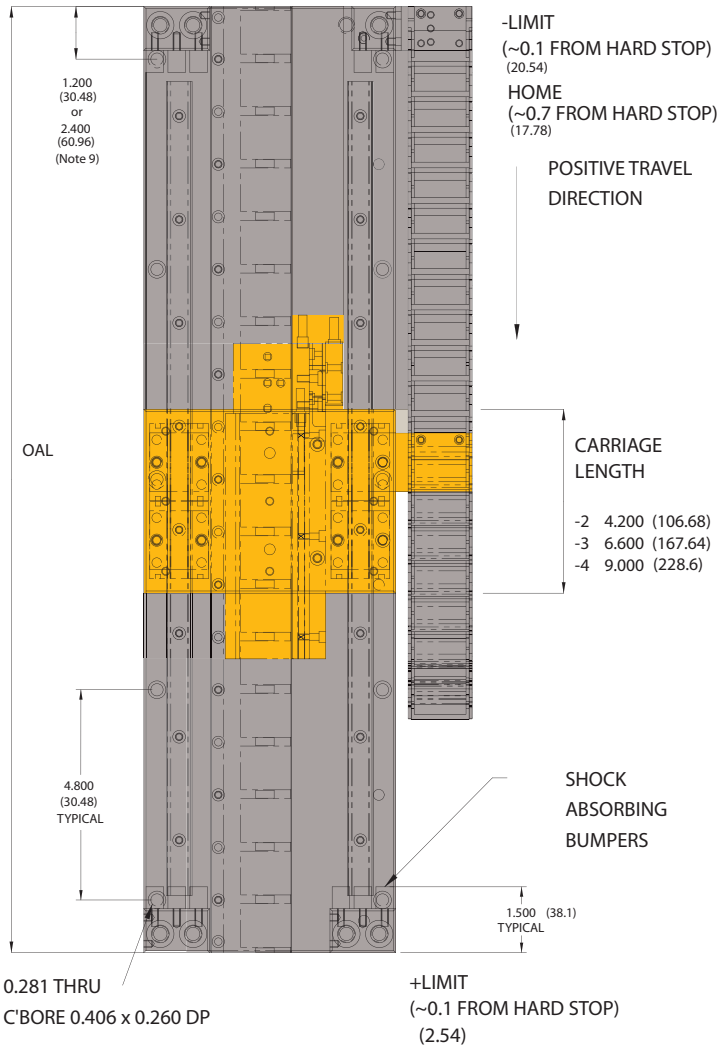 -LIMIT
(~0.1 FROM HARD STOP)
(20.54)
HOME
(~0.7 FROM HARD STOP)
(17.78)
1.200
(30.48)
or
2.400
(60.96)
(Note 9)
POSITIVE TRAVEL
DIRECTION
OAL
CARRIAGE
LENGTH
-2 4.200 (106.68)
-3 6.600 (167.64)
-4 9.000 (228.6)
4.800
(30.48)
TYPICAL
SHOCK
ABSORBING
BUMPERS
1.500 (38.1)
TYPICAL
0.281 THRU
C'BORE 0.406 x 0.260 DP
+LIMIT
(~0.1 FROM HARD STOP)
(2.54)